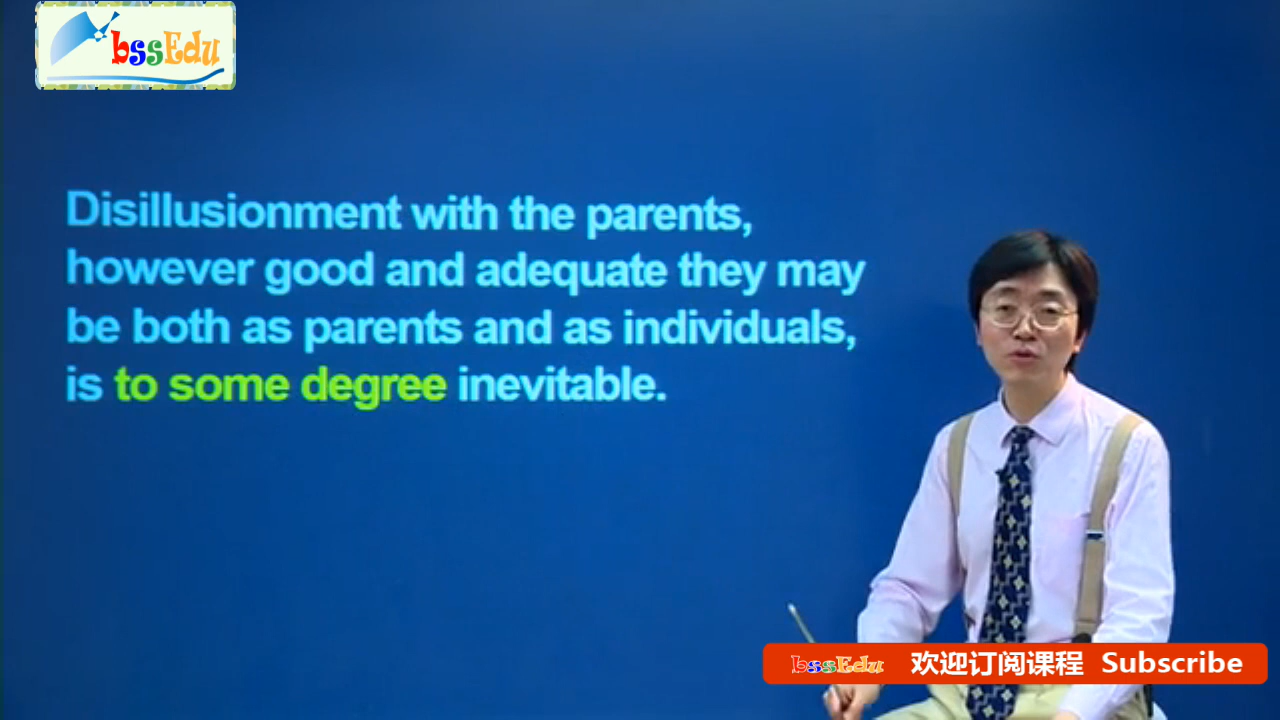 bssEdu
Disillusionment with the parents,
however good and adequate they may
be both as parents and as individuals,
is to some degree inevitable.
bssEdu 欢迎订阅课程 Subscribe